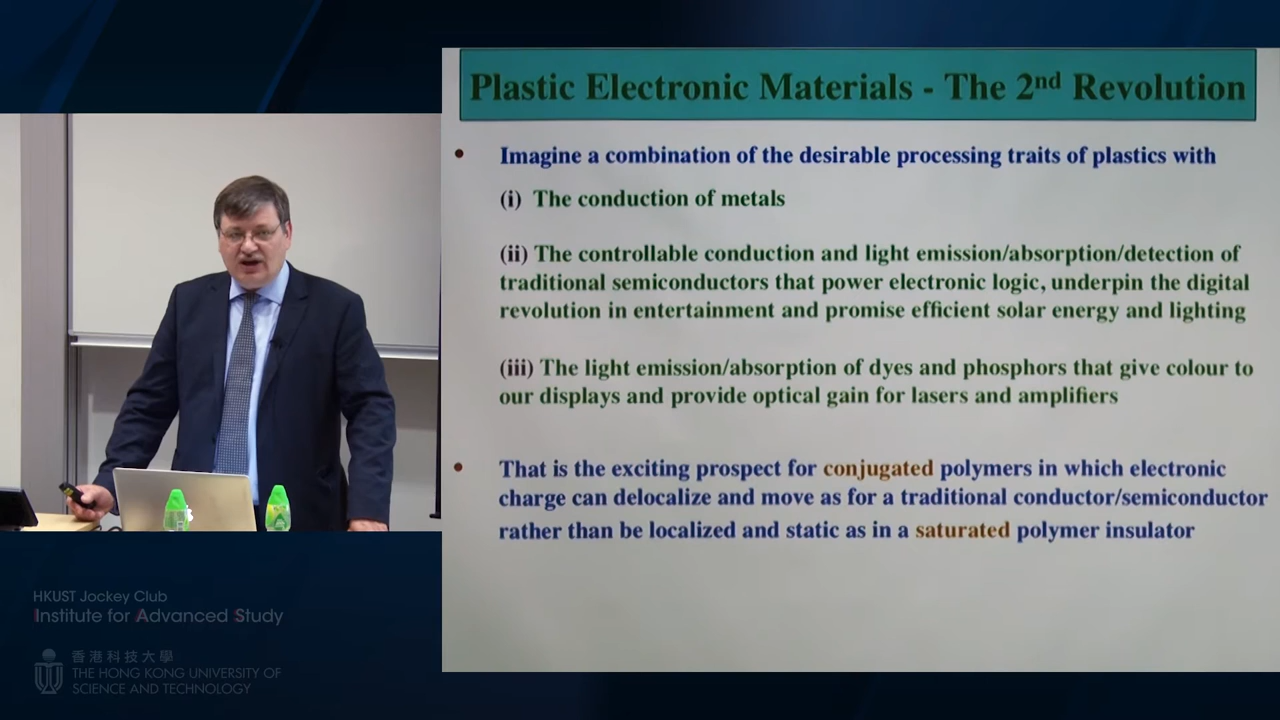 Plastic Electronic Materials - The 2nd Revolution
• Imagine a combination of the desirable processing traits of plastics with
(i) The conduction of metals
(ii) The controllable conduction and light emission/absorption/detection of
traditional semiconductors that power electronic logic, underpin the digital
revolution in entertainment and promise efficient solar energy and lighting
(iii) The light emission/absorption of dyes and phosphors that give colour to
our displays and provide optical gain for lasers and amplifiers
• That is the exciting prospect for conjugated polymers in which electronic
charge can delocalize and move as for a traditional conductor/semiconductor
rather than be localized and static as in a saturated polymer insulator
HKUST Jockey Club
Institute for Advanced Study
香港科技大學
THE HONG KONG UNIVERSITY OF
SCIENCE AND TECHNOLOGY